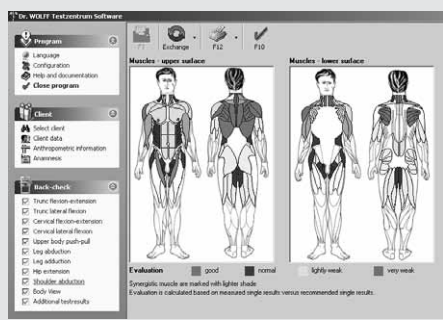 Dr. WOLFF Testzentrum Software
Program
Language
Configuration
Help and documentation
Close program
Client
Select client
Client data
Anthropometric information
Anamnesis
Back-check
Trunc flexion-extension
Trunc lateral flexion
Cervical flexion-extension
Cervical lateral flexion
Upper body push-pull
Leg abduction
Leg adduction
Hip extension
Shoulder abduction
Body View
Additional testresults
Exchange
F12
F10
Muscles - upper surface
Muscles - lower surface
Evaluation
good
normal
lightly weak
very weak
Synergistic muscle are marked with lighter shade
Evaluation is calculated based on measured single results versus recommended single results.